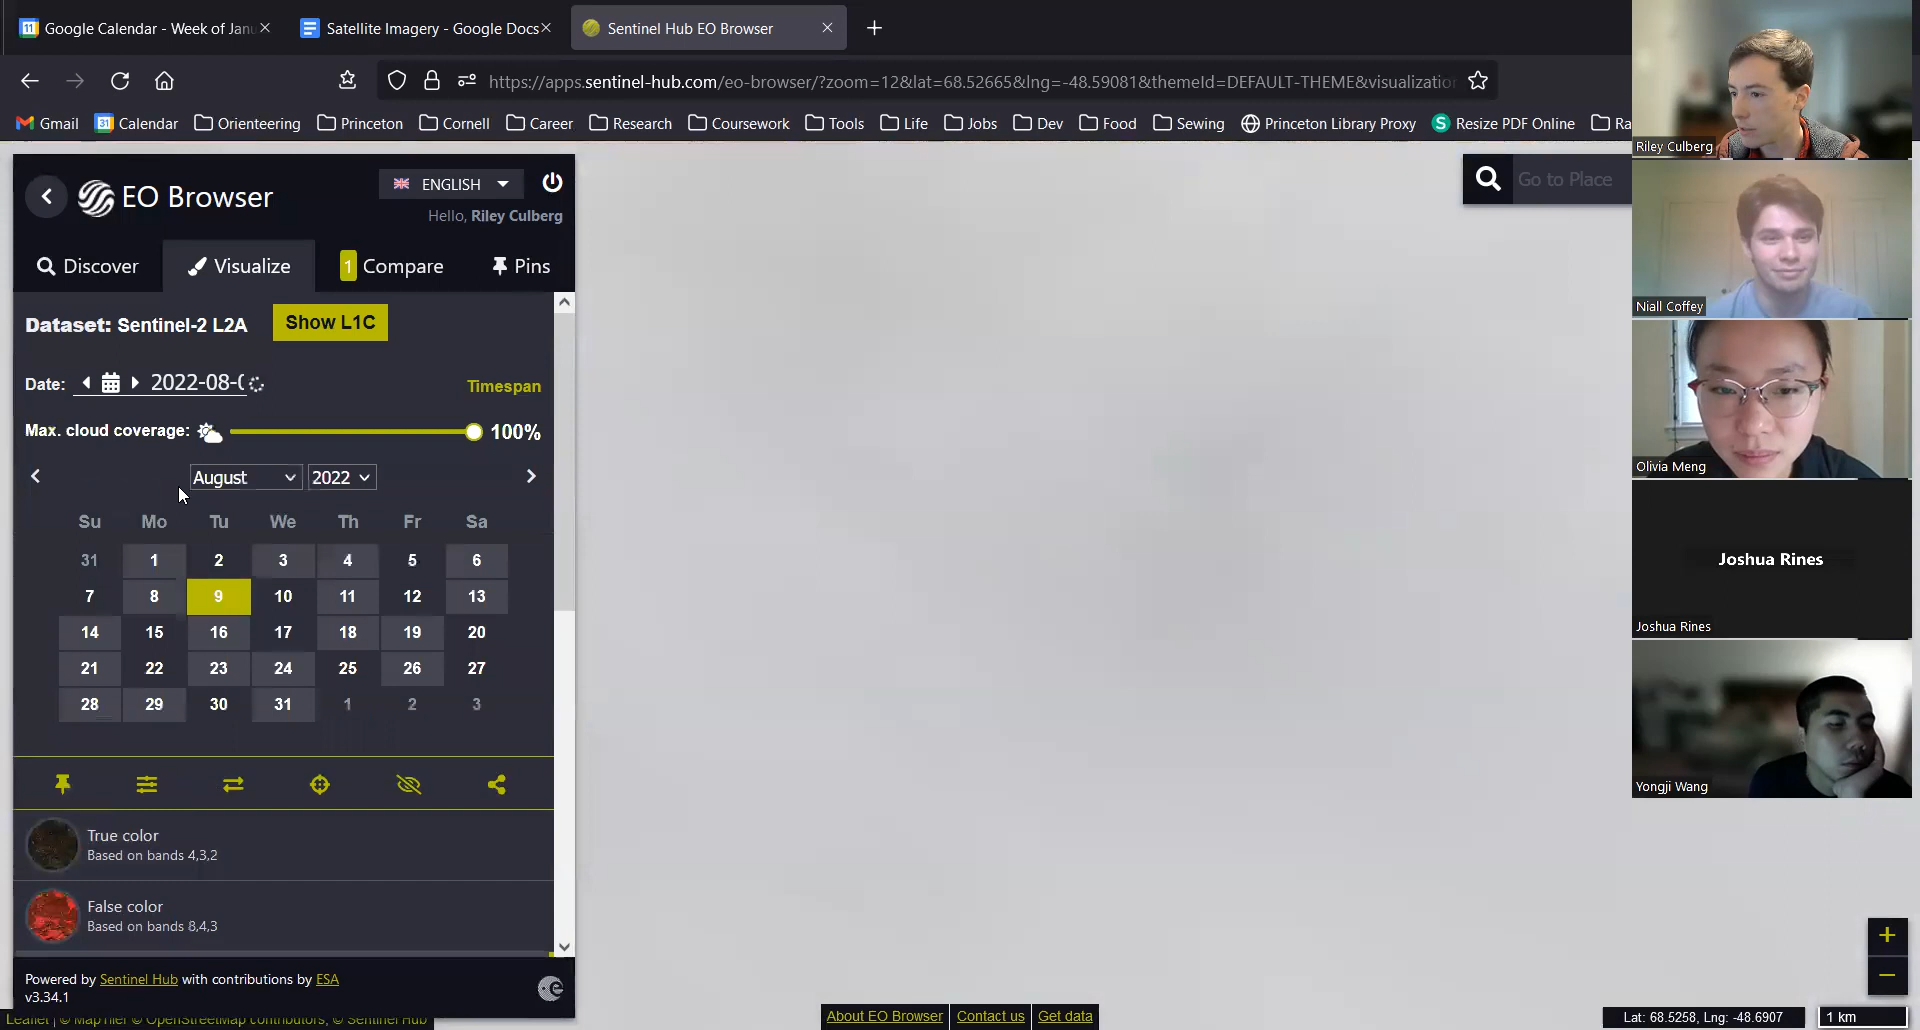 Google Calendar - Week of Janu
Satellite Imagery - Google Docs
Sentinel Hub EO Browser
https://apps.sentinel-hub.com/eo-browser/?zoom=12&lat=68.52665&lng=-48.59081&themeId=DEFAULT-THEME&visualizatio
Gmail
Calendar
Orienteering
Princeton
Cornell
Career
Research
Coursework
Tools
Life
Jobs
Dev
Food
Sewing
Princeton Library Proxy
Resize PDF Online
Ra
EO Browser
ENGLISH
Hello, Riley Culberg
Discover
Visualize
1 Compare
Pins
Dataset: Sentinel-2 L2A
Show L1C
Date:
2022-08-0
Timespan
Max. cloud coverage:
100%
August
2022
Su Mo Tu We Th Fr Sa
31 1 2 3 4 5 6
7 8 9 10 11 12 13
14 15 16 17 18 19 20
21 22 23 24 25 26 27
28 29 30 31 1 2 3
True color
Based on bands 4,3,2
False color
Based on bands 8,4,3
Powered by Sentinel Hub with contributions by ESA
v3.34.1
Leaflet | © MapTiler © OpenStreetMap contributors, © Sentinel Hub
Go to Place
About EO Browser
Contact us
Get data
Lat: 68.5258, Lng: -48.6907
1 km
Riley Culberg
Niall Coffey
Olivia Meng
Joshua Rines
Joshua Rines
Yongji Wang